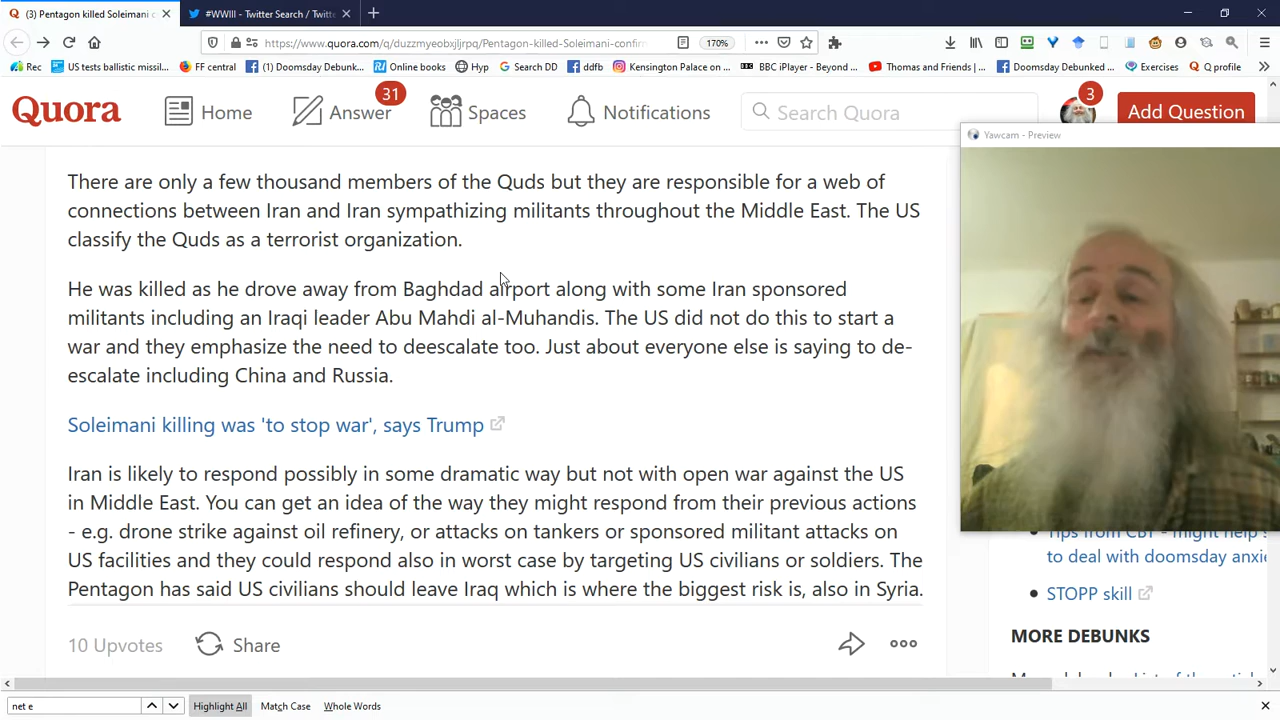 (3) Pentagon killed Soleimani c
#WWIII - Twitter Search / Twitte
https://www.quora.com/q/duzzmyeobxjljrpq/Pentagon-killed-Soleimani-confirm
170%
Rec
US tests ballistic missil...
FF central
(1) Doomsday Debunk...
Online books
Hyp
Search DD
ddfb
Kensington Palace on ...
BBC iPlayer - Beyond ...
Thomas and Friends | ...
Doomsday Debunked ...
Exercises
Q profile
Quora
Home
31
Answer
Spaces
Notifications
Search Quora
3
Add Question
Yawcam - Preview
There are only a few thousand members of the Quds but they are responsible for a web of
connections between Iran and Iran sympathizing militants throughout the Middle East. The US
classify the Quds as a terrorist organization.
He was killed as he drove away from Baghdad airport along with some Iran sponsored
militants including an Iraqi leader Abu Mahdi al-Muhandis. The US did not do this to start a
war and they emphasize the need to deescalate too. Just about everyone else is saying to de-
escalate including China and Russia.
Soleimani killing was 'to stop war', says Trump
Iran is likely to respond possibly in some dramatic way but not with open war against the US
in Middle East. You can get an idea of the way they might respond from their previous actions
- e.g. drone strike against oil refinery, or attacks on tankers or sponsored militant attacks on
US facilities and they could respond also in worst case by targeting US civilians or soldiers. The
Pentagon has said US civilians should leave Iraq which is where the biggest risk is, also in Syria.
10 Upvotes
Share
to deal with doomsday anxie
STOPP skill
MORE DEBUNKS
net e
Highlight All
Match Case
Whole Words